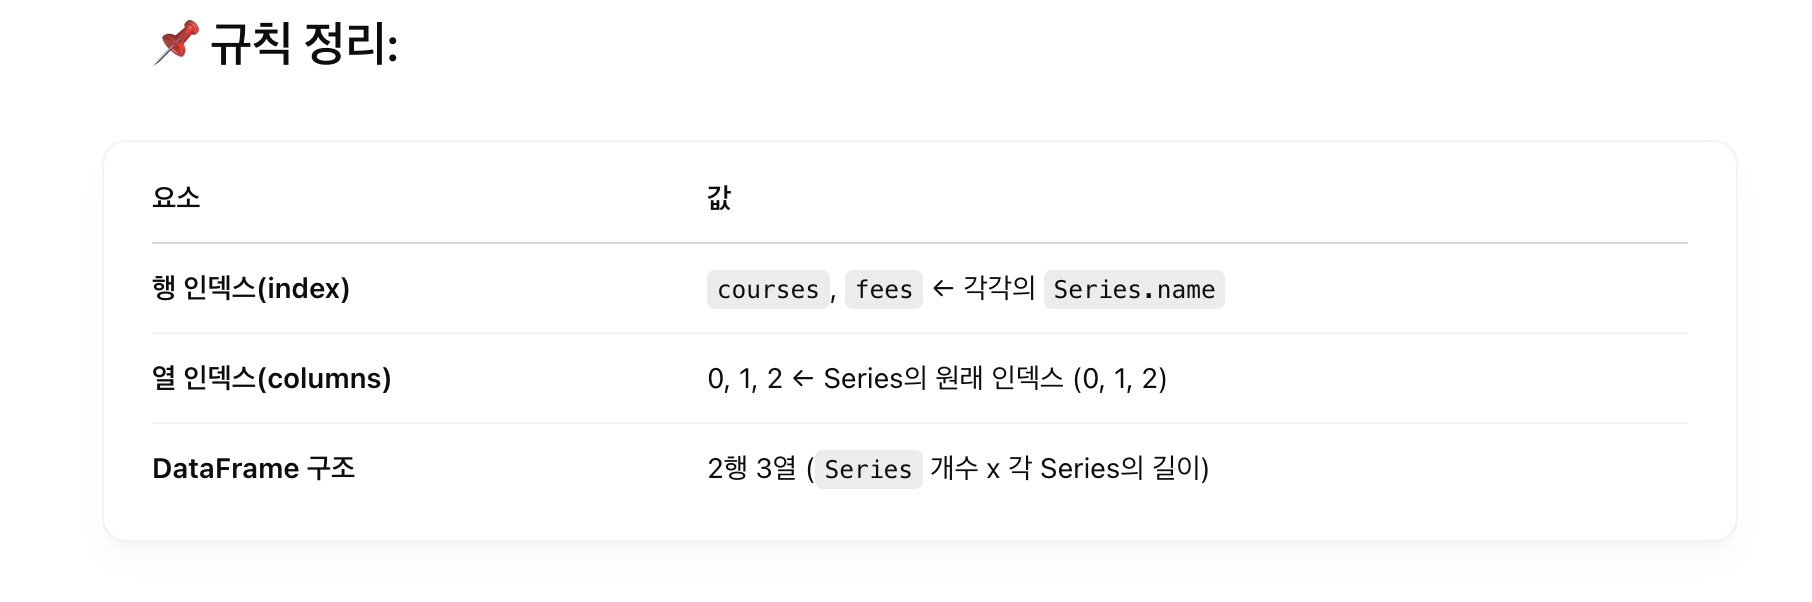 📌 규칙 정리:
요소 값
행 인덱스(index) courses, fees ← 각각의 Series.name
열 인덱스(columns) 0, 1, 2 ← Series의 원래 인덱스 (0, 1, 2)
DataFrame 구조 2행 3열 (Series 개수 x 각 Series의 길이)